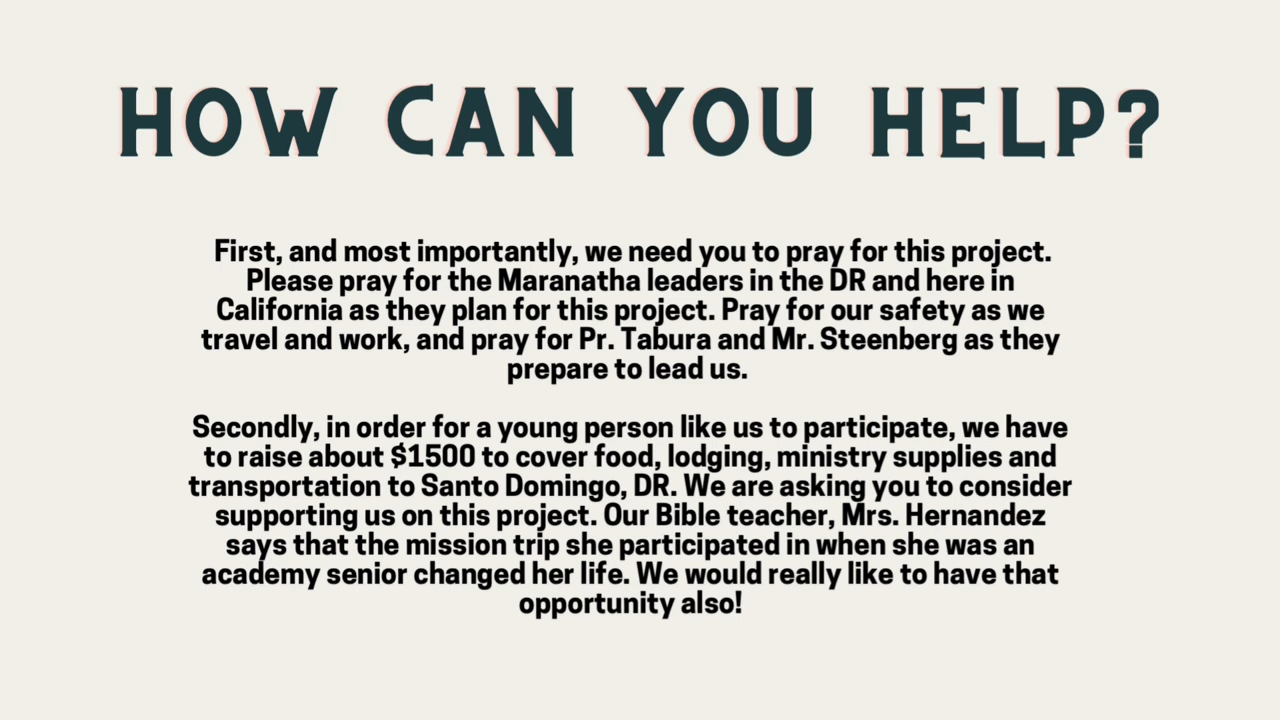 HOW CAN YOU HELP?
First, and most importantly, we need you to pray for this project.
Please pray for the Maranatha leaders in the DR and here in
California as they plan for this project. Pray for our safety as we
travel and work, and pray for Pr. Tabura and Mr. Steenberg as they
prepare to lead us.
Secondly, in order for a young person like us to participate, we have
to raise about $1500 to cover food, lodging, ministry supplies and
transportation to Santo Domingo, DR. We are asking you to consider
supporting us on this project. Our Bible teacher, Mrs. Hernandez
says that the mission trip she participated in when she was an
academy senior changed her life. We would really like to have that
opportunity also!